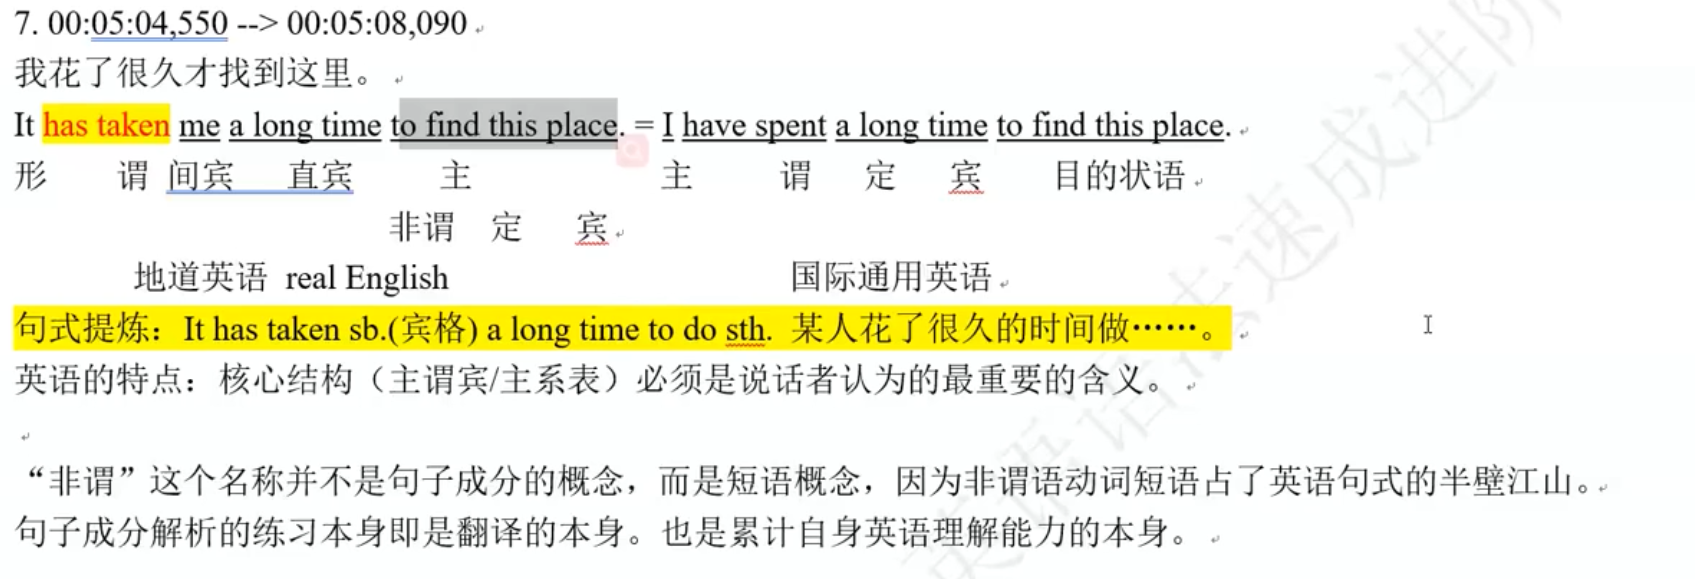 7. 00:05:04,550 --> 00:05:08,090
我花了很久才找到这里。
It has taken me a long time to find this place. = I have spent a long time to find this place.
形 谓 间宾 直宾 主 主 谓 定 宾 目的状语
非谓 定 宾
地道英语 real English 国际通用英语
句式提炼：It has taken sb.(宾格) a long time to do sth. 某人花了很久的时间做……。
英语的特点：核心结构（主谓宾/主系表）必须是说话者认为的最重要的含义。
“非谓”这个名称并不是句子成分的概念，而是短语概念，因为非谓语动词短语占了英语句式的半壁江山。
句子成分解析的练习本身即是翻译的本身。也是累计自身英语理解能力的本身。
英语语法速成进阶